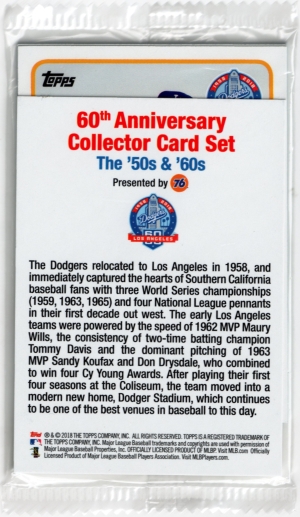 Topps
60th Anniversary
Collector Card Set
The '50s & '60s
Presented by 76
1958 2018
Dodgers
60
LOS ANGELES
The Dodgers relocated to Los Angeles in 1958, and
immediately captured the hearts of Southern California
baseball fans with three World Series championships
(1959, 1963, 1965) and four National League pennants
in their first decade out west. The early Los Angeles
teams were powered by the speed of 1962 MVP Maury
Wills, the consistency of two-time batting champion
Tommy Davis and the dominant pitching of 1963
MVP Sandy Koufax and Don Drysdale, who combined
to win four Cy Young Awards. After playing their first
four seasons at the Coliseum, the team moved into a
modern new home, Dodger Stadium, which continues
to be one of the best venues in baseball to this day.
Topps ® & © 2018 THE TOPPS COMPANY, INC. ALL RIGHTS RESERVED. TOPPS IS A REGISTERED TRADEMARK OF
THE TOPPS COMPANY, INC. Major League Baseball trademarks and copyrights are used with permission of
Major League Baseball Properties, Inc. OFFICIALLY LICENSED PRODUCT OF MLBP Visit MLB.com Officially
Licensed Product of Major League Baseball Players Association. Visit MLBPlayers.com.